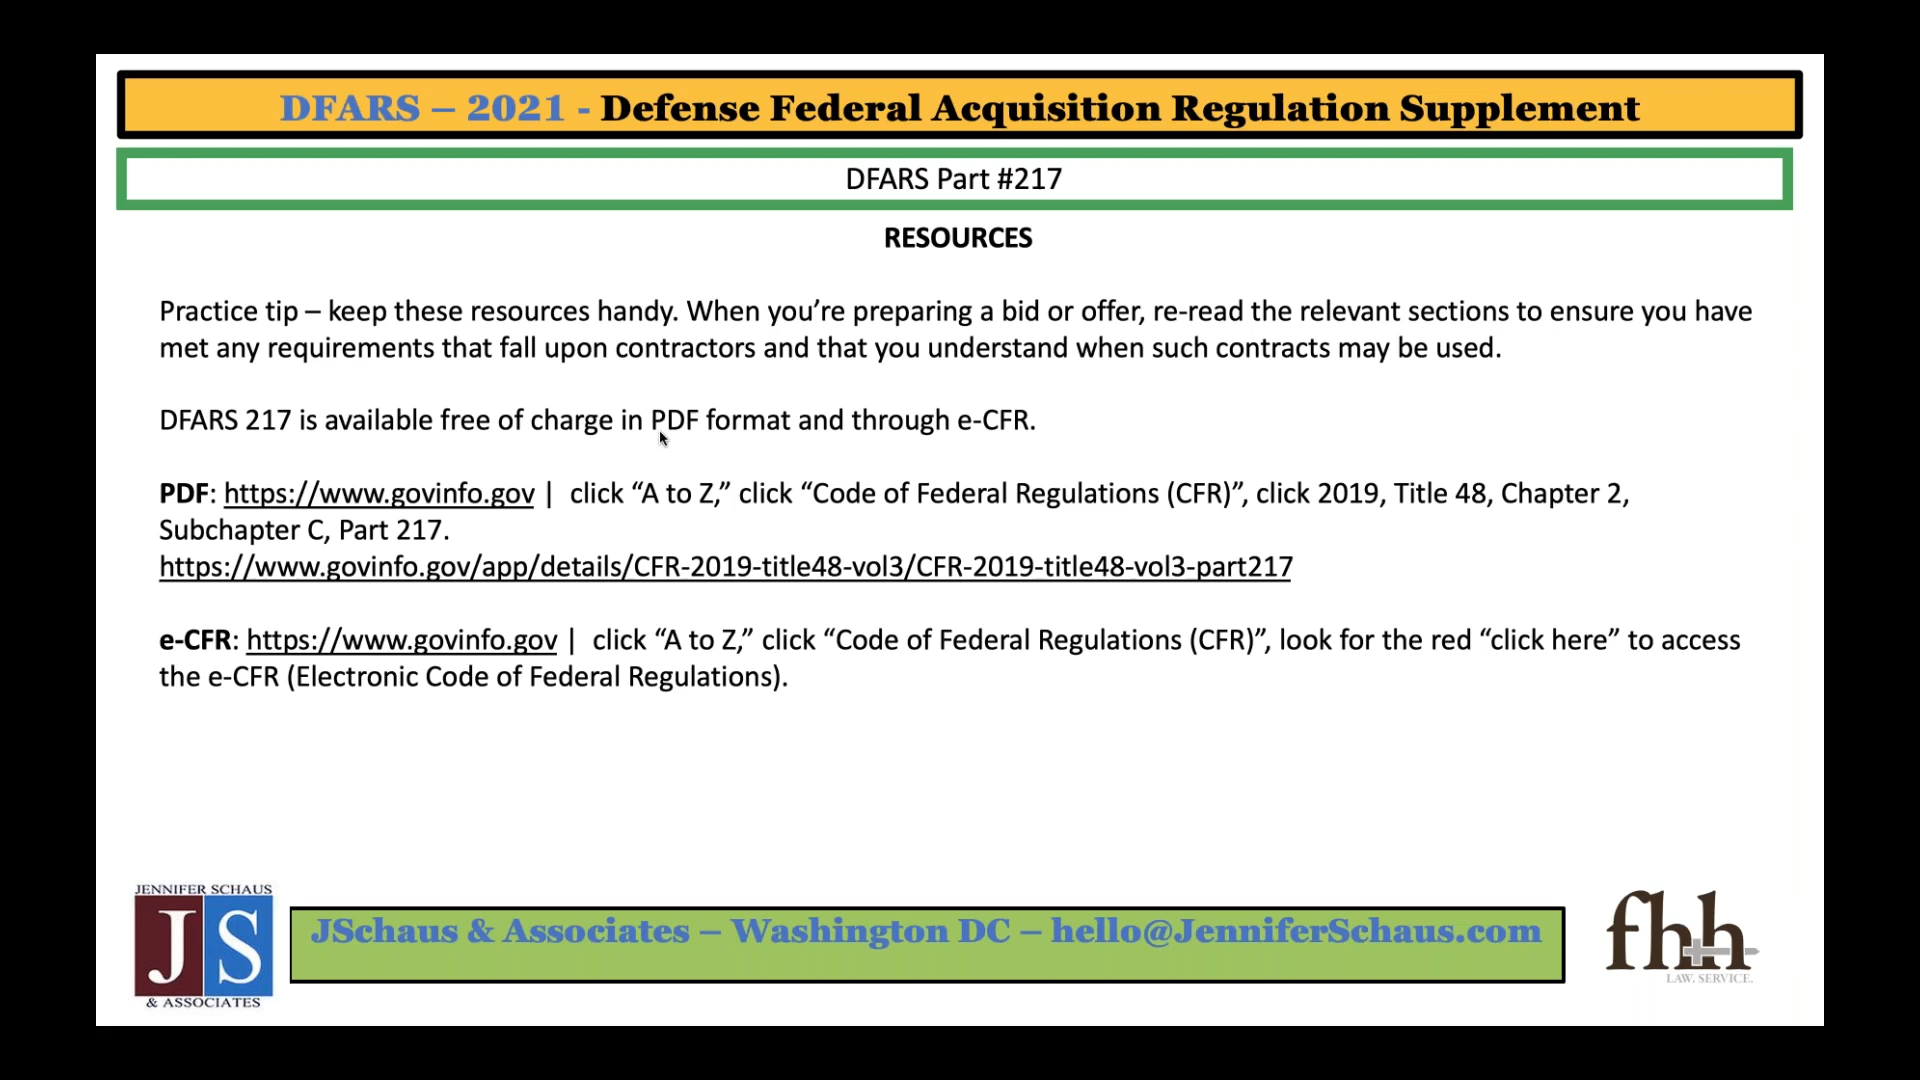 DFARS – 2021 - Defense Federal Acquisition Regulation Supplement
DFARS Part #217
RESOURCES
Practice tip – keep these resources handy. When you’re preparing a bid or offer, re-read the relevant sections to ensure you have
met any requirements that fall upon contractors and that you understand when such contracts may be used.
DFARS 217 is available free of charge in PDF format and through e-CFR.
PDF: https://www.govinfo.gov | click “A to Z,” click “Code of Federal Regulations (CFR)”, click 2019, Title 48, Chapter 2,
Subchapter C, Part 217.
https://www.govinfo.gov/app/details/CFR-2019-title48-vol3/CFR-2019-title48-vol3-part217
e-CFR: https://www.govinfo.gov | click “A to Z,” click “Code of Federal Regulations (CFR)”, look for the red “click here” to access
the e-CFR (Electronic Code of Federal Regulations).
JENNIFER SCHAUS
JS
& ASSOCIATES
JSchaus & Associates – Washington DC – hello@JenniferSchaus.com
fhh
LAW. SERVICE.